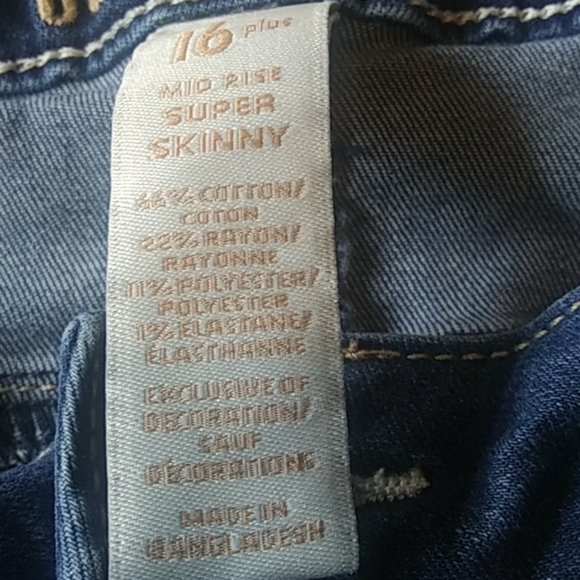 16 plus
MID RISE
SUPER
SKINNY
66% COTTON/
COTON
22% RAYON/
RAYONNE
11% POLYESTER/
POLYESTER
1% ELASTANE/
ÉLASTHANNE
EXCLUSIVE OF
DECORATION/
SAUF
DÉCORATIONS
MADE IN
BANGLADESH